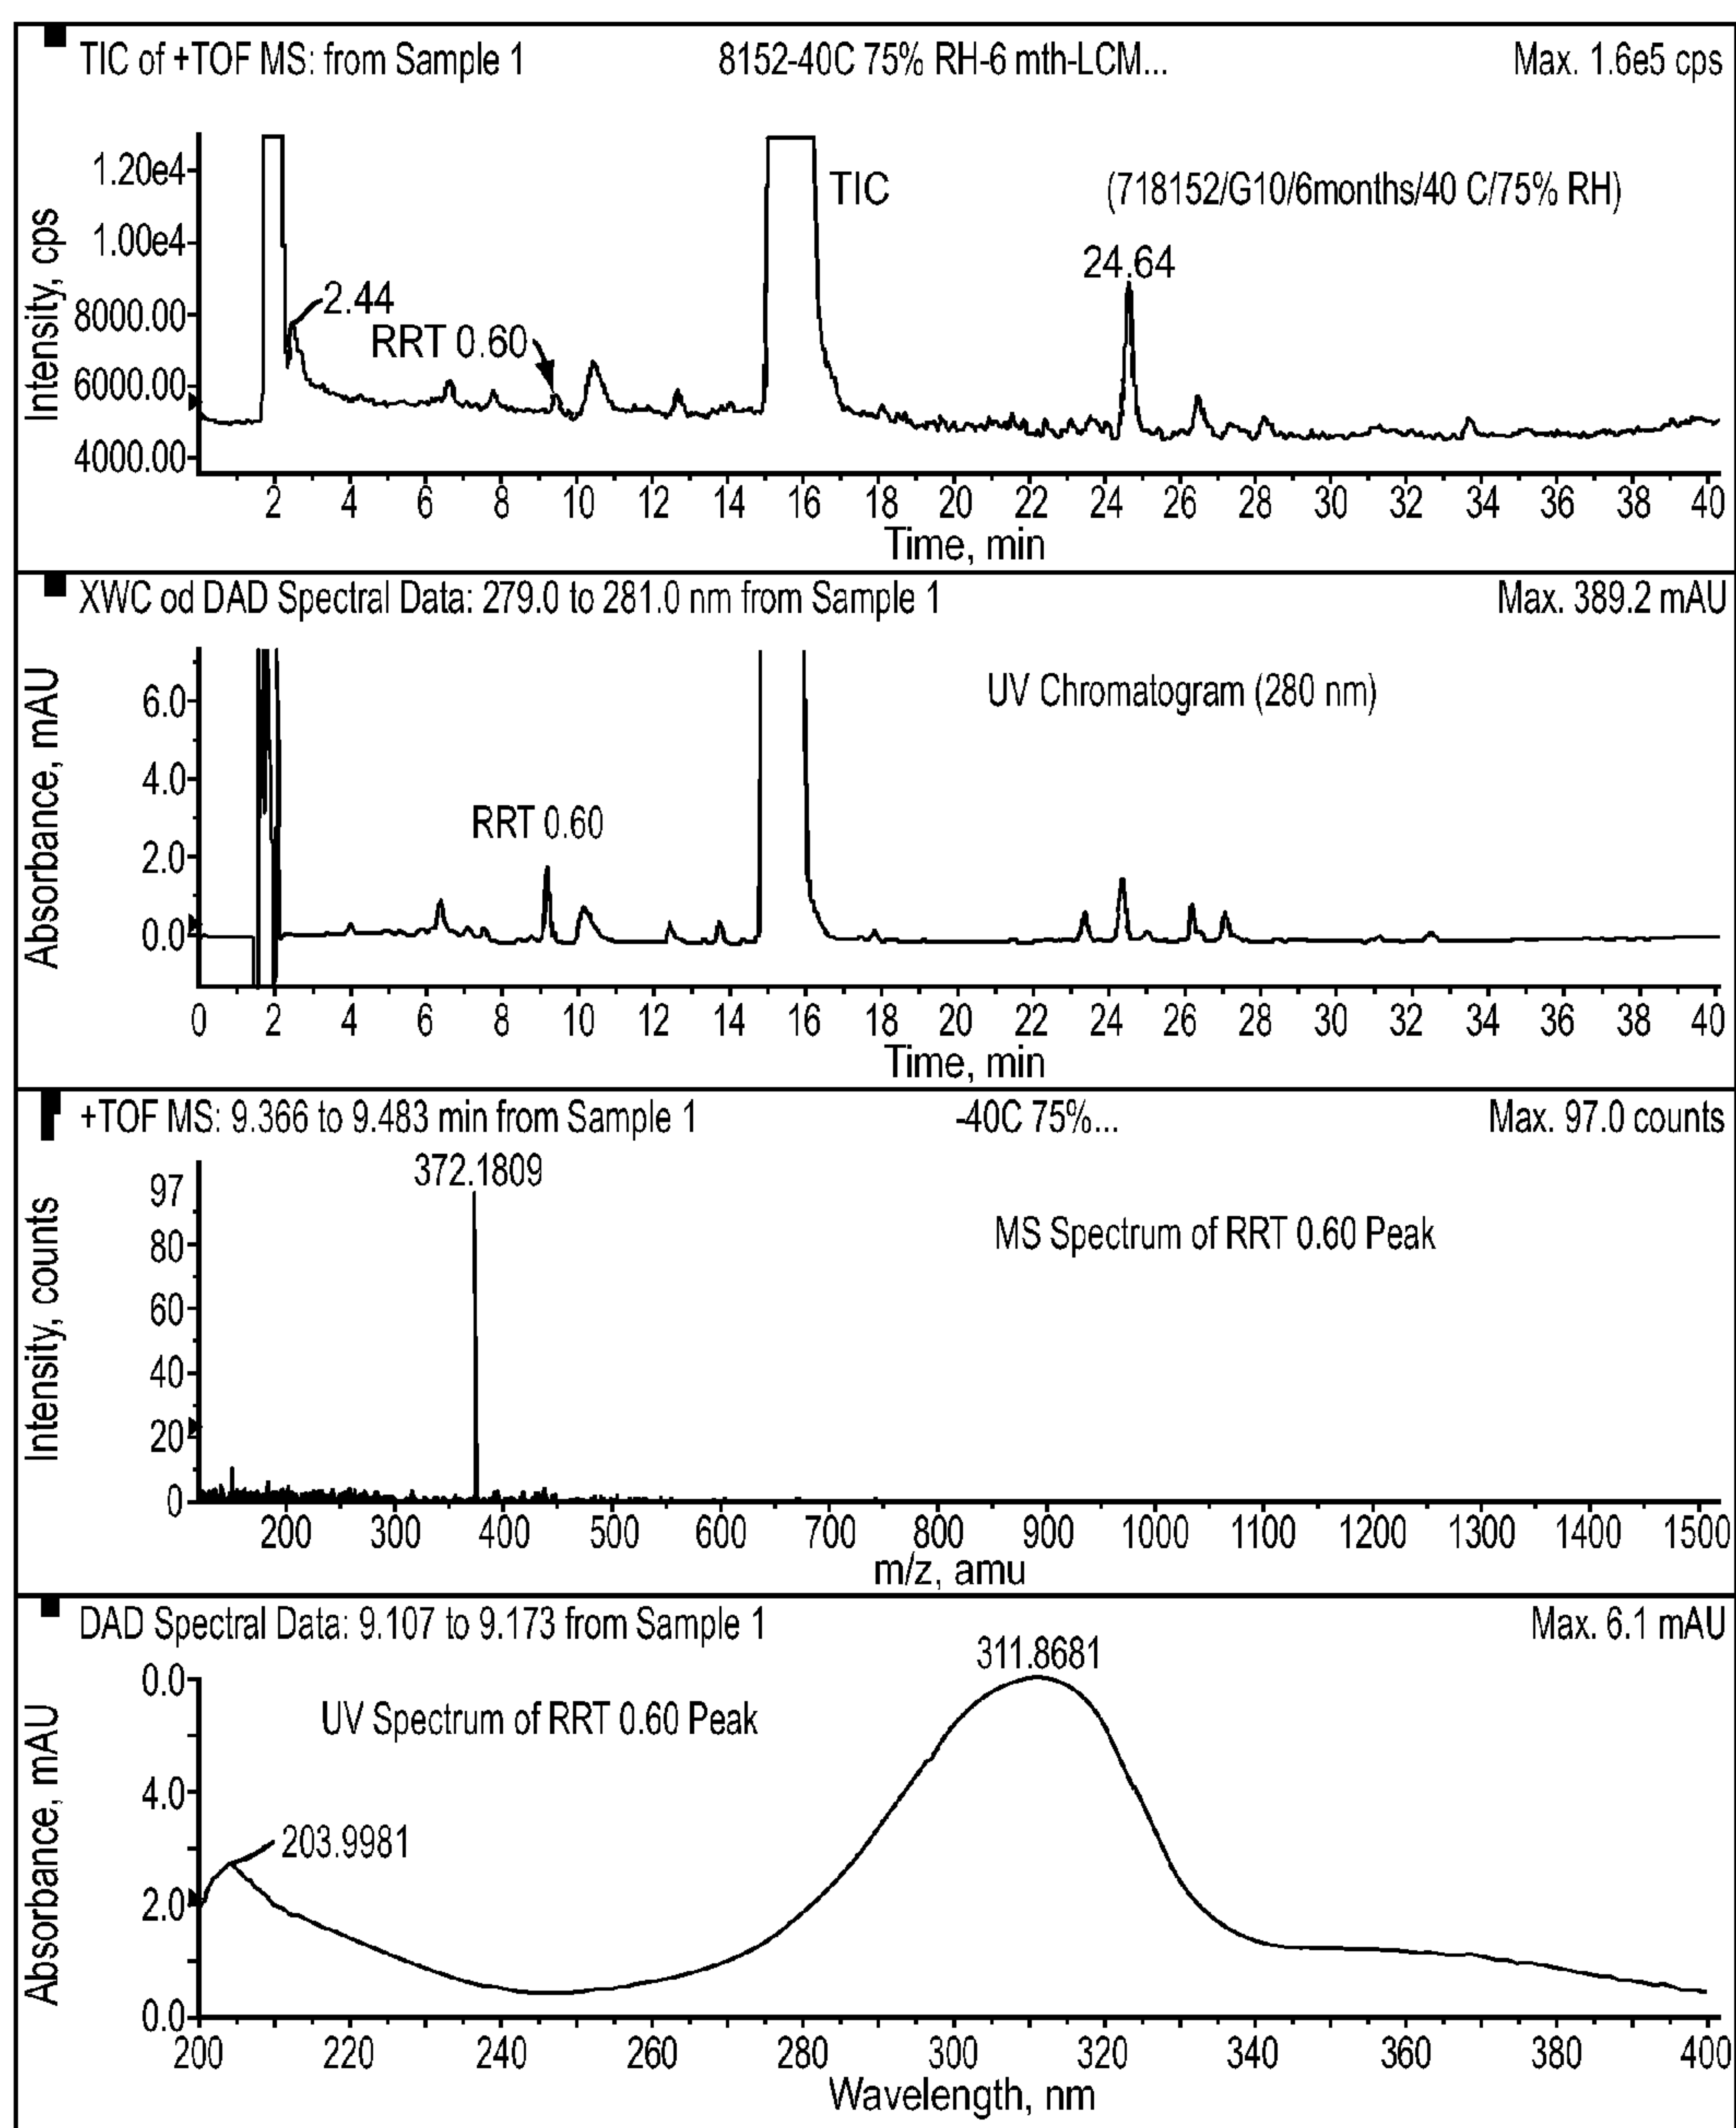 TIC of +TOF MS: from Sample 1 8152-40C 75% RH-6 mth-LCM... Max. 1.6e5 cps
Intensity, cps
1.20e4
1.00e4
8000.00
6000.00
4000.00
TIC
(718152/G10/6months/40 C/75% RH)
24.64
2.44
RRT 0.60
2 4 6 8 10 12 14 16 18 20 22 24 26 28 30 32 34 36 38 40
Time, min
XWC od DAD Spectral Data: 279.0 to 281.0 nm from Sample 1 Max. 389.2 mAU
Absorbance, mAU
6.0
4.0
2.0
0.0
UV Chromatogram (280 nm)
RRT 0.60
0 2 4 6 8 10 12 14 16 18 20 22 24 26 28 30 32 34 36 38 40
Time, min
+TOF MS: 9.366 to 9.483 min from Sample 1 -40C 75%... Max. 97.0 counts
Intensity, counts
372.1809
97
80
60
40
20
0
MS Spectrum of RRT 0.60 Peak
200 300 400 500 600 700 800 900 1000 1100 1200 1300 1400 1500
m/z, amu
DAD Spectral Data: 9.107 to 9.173 from Sample 1 Max. 6.1 mAU
Absorbance, mAU
311.8681
0.0
4.0
2.0
0.0
UV Spectrum of RRT 0.60 Peak
203.9981
200 220 240 260 280 300 320 340 360 380 400
Wavelength, nm